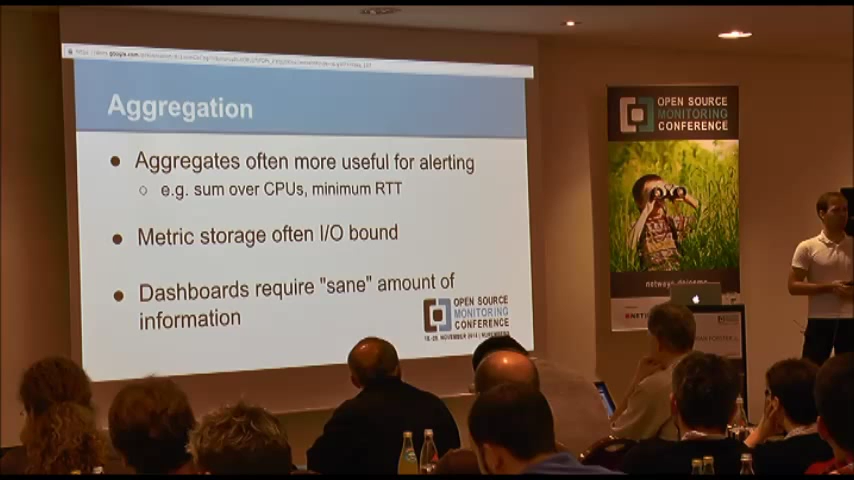 Aggregation
● Aggregates often more useful for alerting
○ e.g. sum over CPUs, minimum RTT
● Metric storage often I/O bound
● Dashboards require "sane" amount of
information
OPEN SOURCE
MONITORING
CONFERENCE
OPEN SOURCE
MONITORING
CONFERENCE